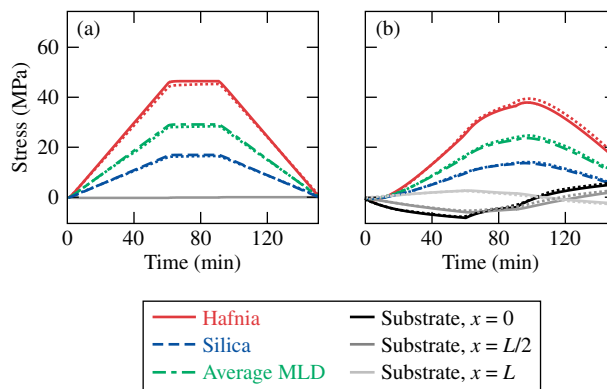 (a)
(b)
Stress (MPa)
60
40
20
0
0
40
80
120
0
40
80
120
Time (min)
Time (min)
Hafnia
Silica
Average MLD
Substrate, x = 0
Substrate, x = L/2
Substrate, x = L